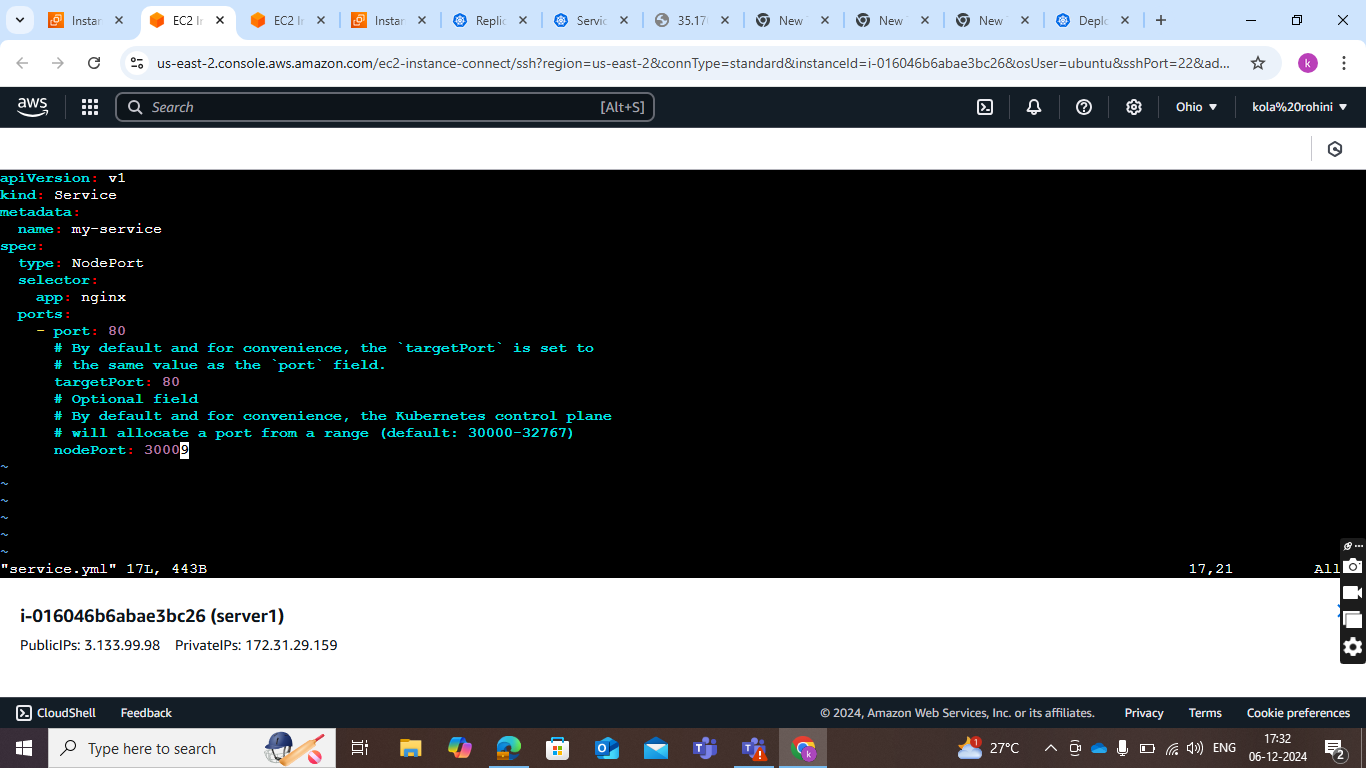 Instan
EC2 In
EC2 In
Instan
Replic
Servic
35.17
New
New
New
Deplo
us-east-2.console.aws.amazon.com/ec2-instance-connect/ssh?region=us-east-2&connType=standard&instanceId=i-016046b6abae3bc26&osUser=ubuntu&sshPort=22&ad...
k
aws
Search
[Alt+S]
Ohio
kola%20rohini
apiVersion: v1
kind: Service
metadata:
  name: my-service
spec:
  type: NodePort
  selector:
    app: nginx
  ports:
    - port: 80
      # By default and for convenience, the `targetPort` is set to
      # the same value as the `port` field.
      targetPort: 80
      # Optional field
      # By default and for convenience, the Kubernetes control plane
      # will allocate a port from a range (default: 30000-32767)
      nodePort: 30009
~
~
~
~
~
~
"service.yml" 17L, 443B 17,21 All
i-016046b6abae3bc26 (server1)
PublicIPs: 3.133.99.98 PrivateIPs: 172.31.29.159
CloudShell Feedback © 2024, Amazon Web Services, Inc. or its affiliates. Privacy Terms Cookie preferences
Type here to search
k
1
27°C
ENG
17:32
06-12-2024
2